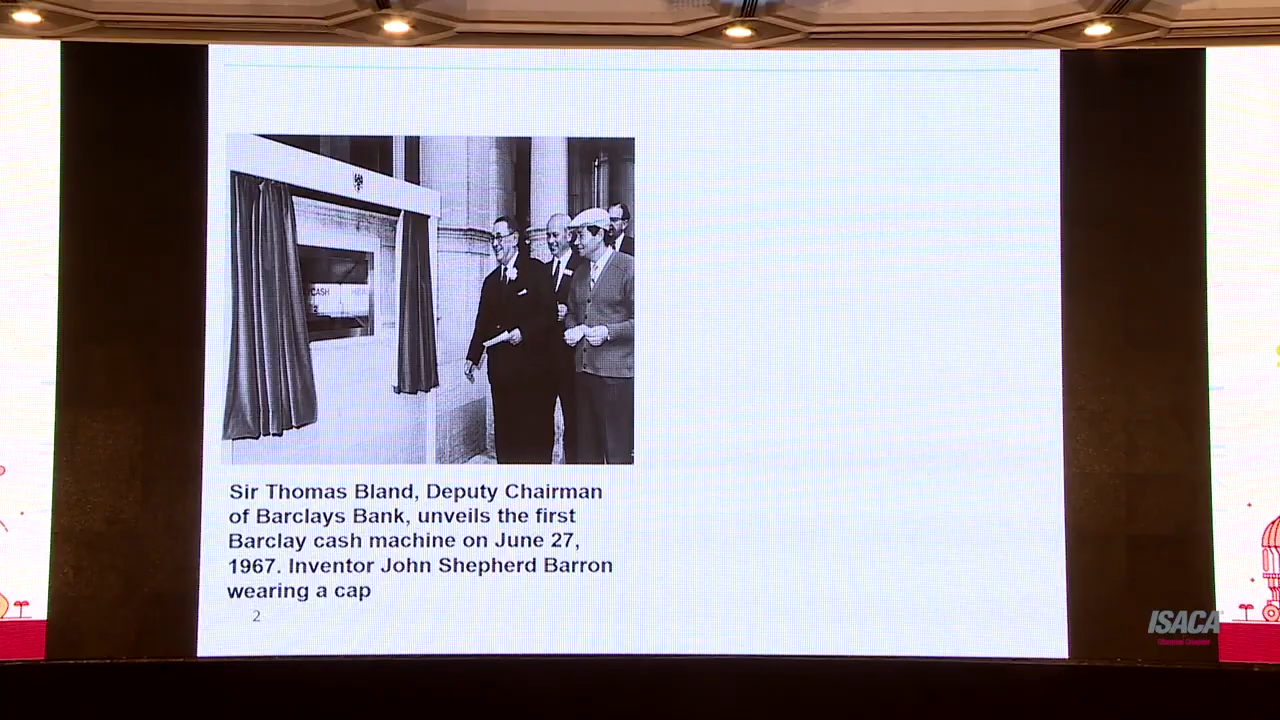 CASH
Sir Thomas Bland, Deputy Chairman
of Barclays Bank, unveils the first
Barclay cash machine on June 27,
1967. Inventor John Shepherd Barron
wearing a cap
2
ISACA